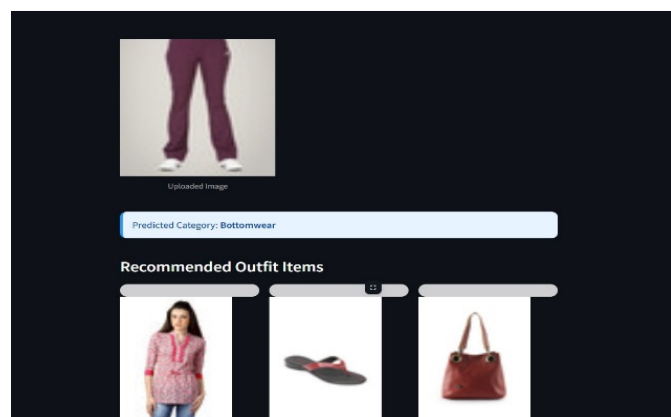 Uploaded Image
Predicted Category: Bottomwear
Recommended Outfit Items